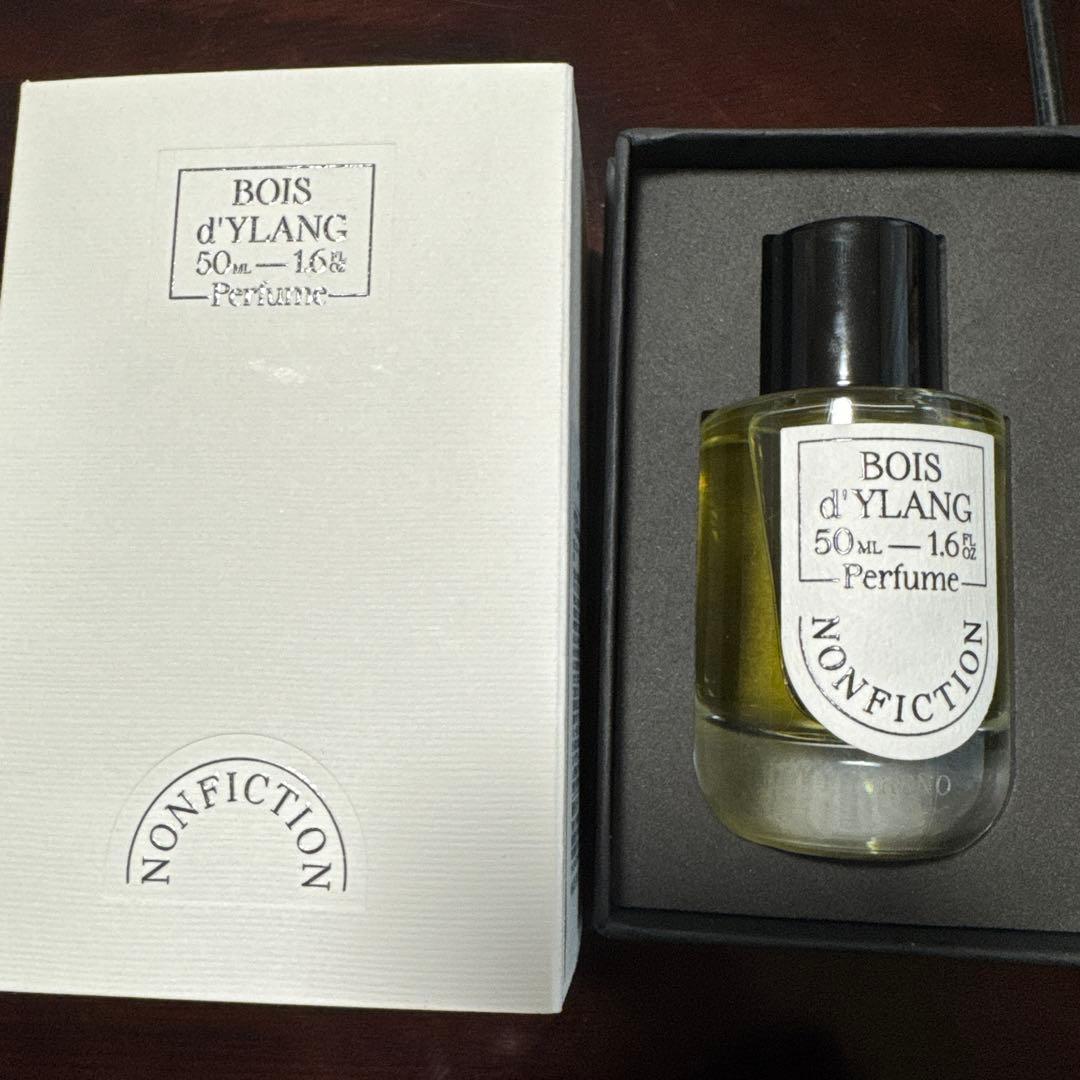 BOIS
d'YLANG
50ML — 1.6FL OZ
Perfume
NONFICTION
BOIS
d'YLANG
50ML — 1.6FL OZ
Perfume
NONFICTION